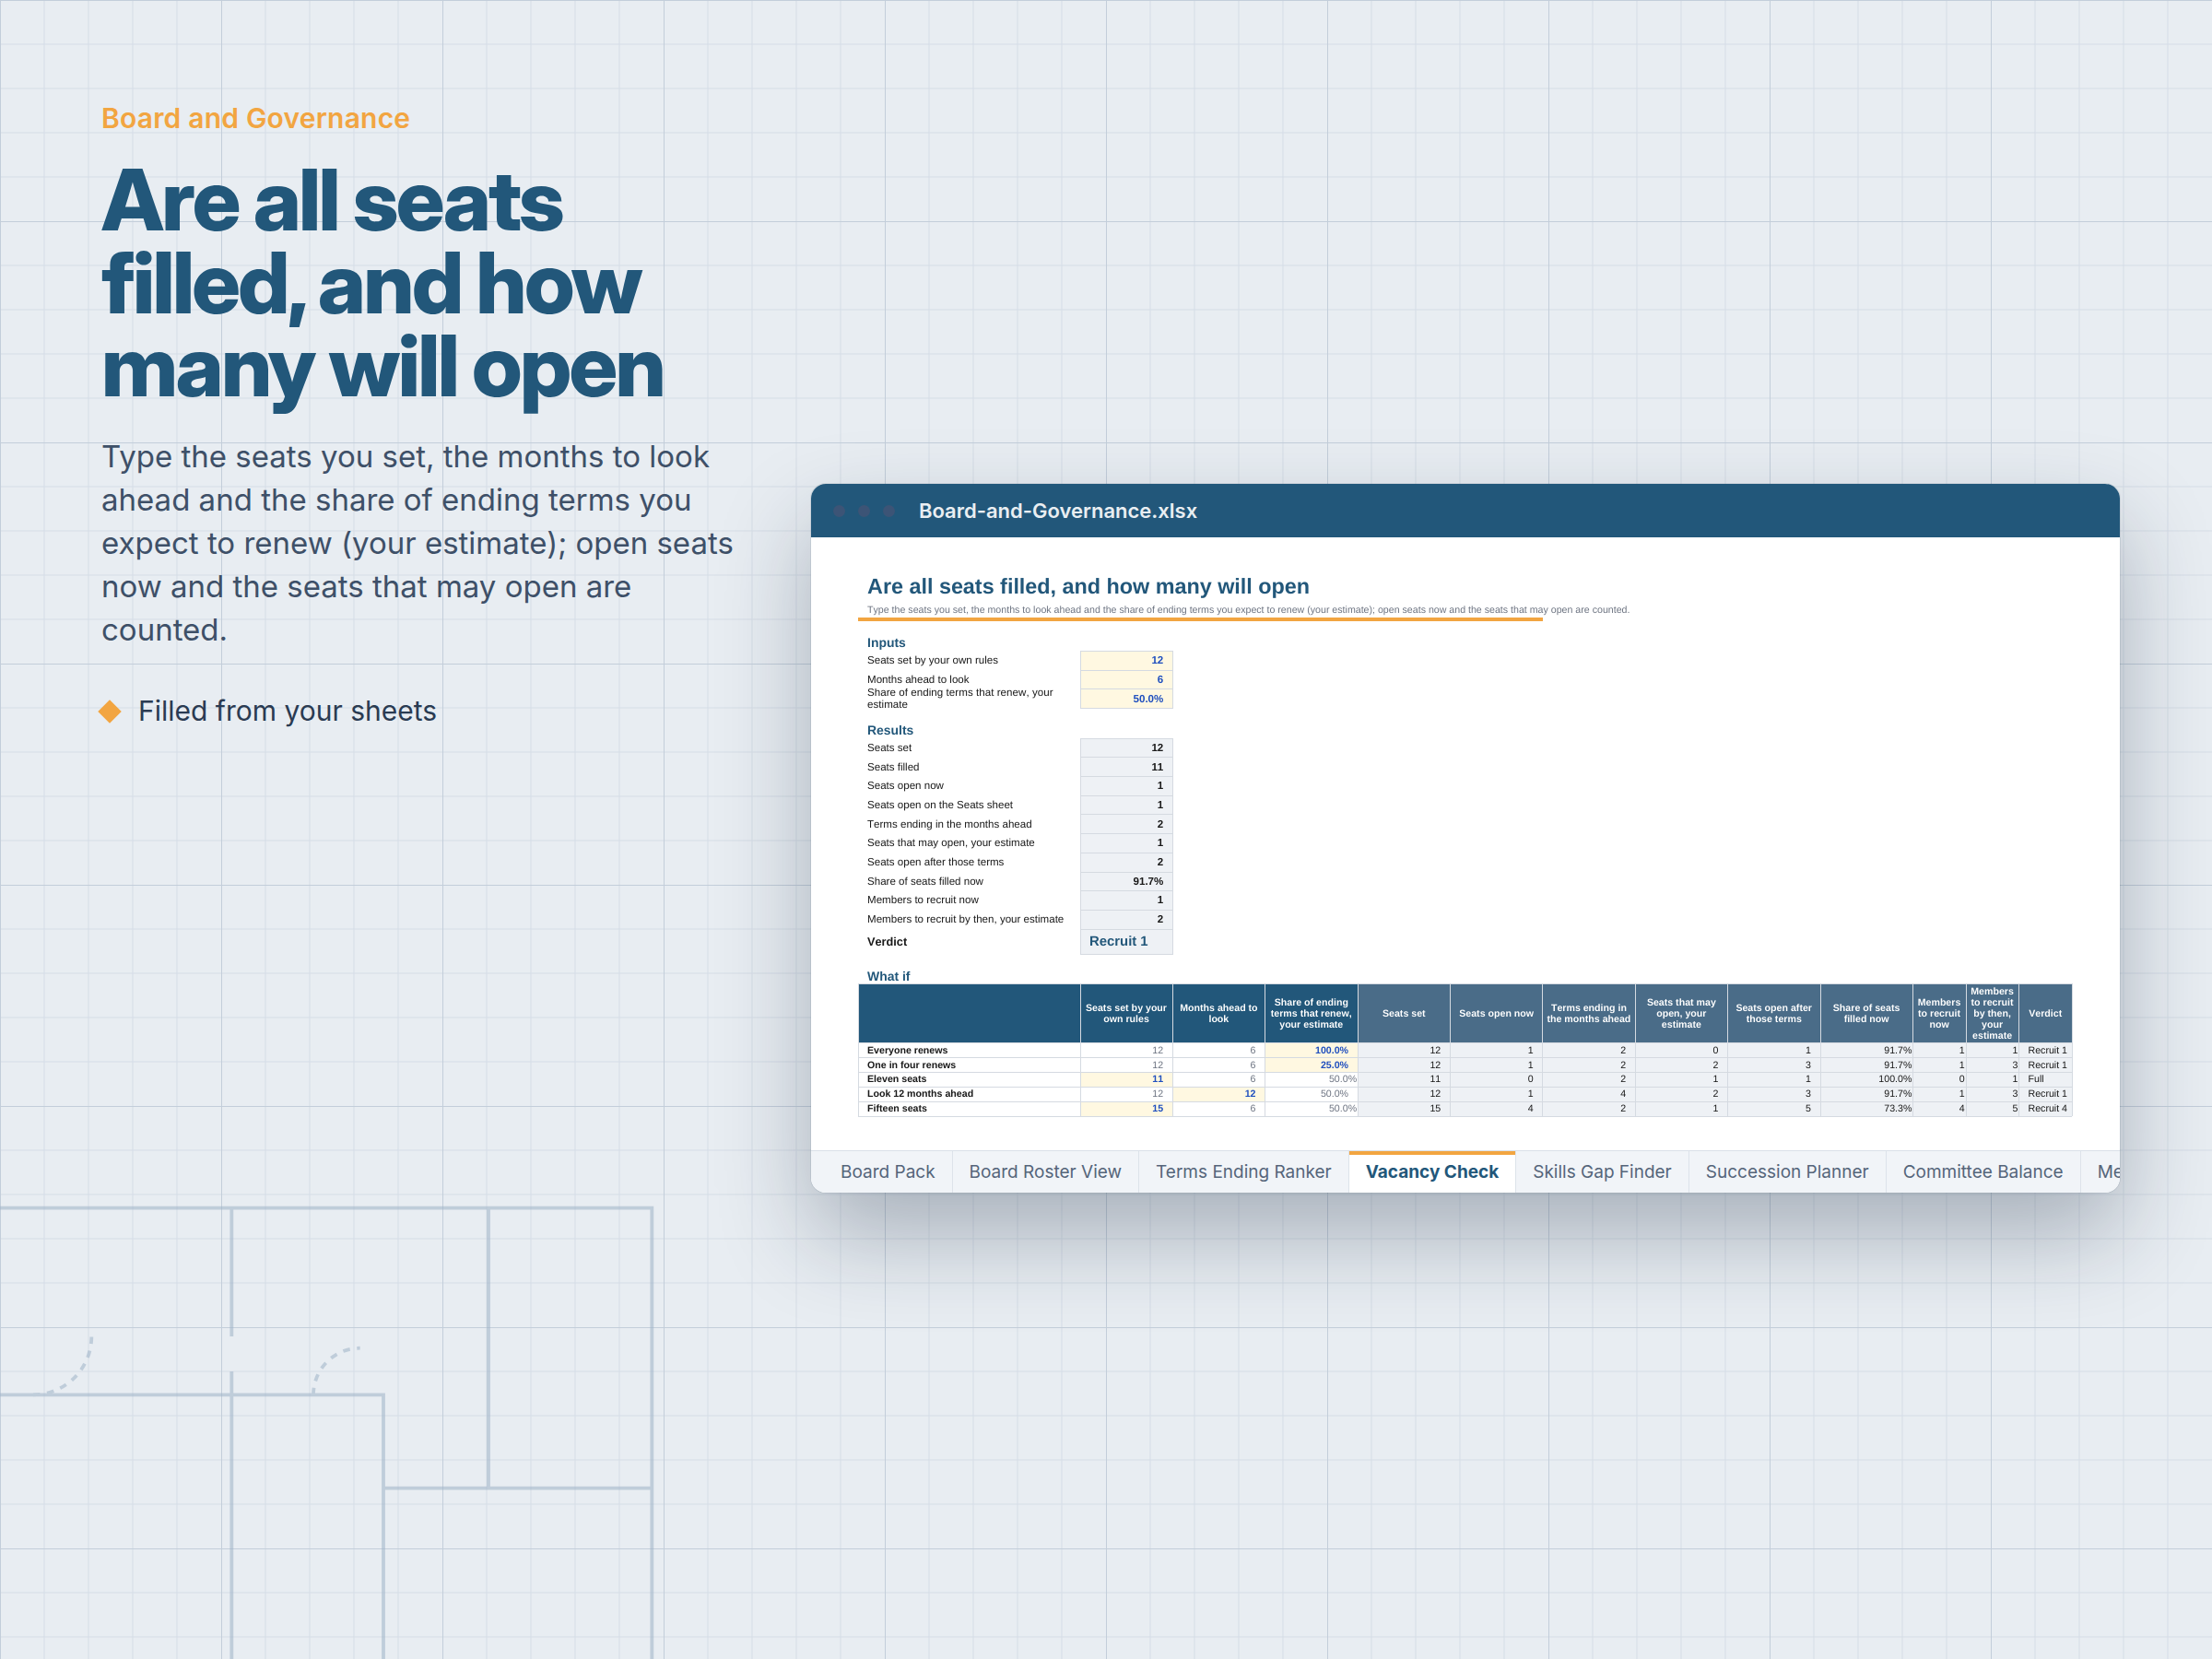 Board and Governance
Are all seats
filled, and how
many will open
Type the seats you set, the months to look
ahead and the share of ending terms you
expect to renew (your estimate); open seats
now and the seats that may open are
counted.
Filled from your sheets
Board-and-Governance.xlsx
Are all seats filled, and how many will open
Type the seats you set, the months to look ahead and the share of ending terms you expect to renew (your estimate); open seats now and the seats that may open are counted.
Inputs
Seats set by your own rules 12
Months ahead to look 6
Share of ending terms that renew, your estimate 50.0%
Results
Seats set 12
Seats filled 11
Seats open now 1
Seats open on the Seats sheet 1
Terms ending in the months ahead 2
Seats that may open, your estimate 1
Seats open after those terms 2
Share of seats filled now 91.7%
Members to recruit now 1
Members to recruit by then, your estimate 2
Verdict Recruit 1
What if
Seats set by your own rules Months ahead to look Share of ending terms that renew, your estimate Seats set Seats open now Terms ending in the months ahead Seats that may open, your estimate Seats open after those terms Share of seats filled now Members to recruit now Members to recruit by then, your estimate Verdict
Everyone renews 12 6 100.0% 12 1 2 0 1 91.7% 1 1 Recruit 1
One in four renews 12 6 25.0% 12 1 2 2 3 91.7% 1 3 Recruit 1
Eleven seats 11 6 50.0% 11 0 2 1 1 100.0% 0 1 Full
Look 12 months ahead 12 12 50.0% 12 1 4 2 3 91.7% 1 3 Recruit 1
Fifteen seats 15 6 50.0% 15 4 2 1 5 73.3% 4 5 Recruit 4
Board Pack Board Roster View Terms Ending Ranker Vacancy Check Skills Gap Finder Succession Planner Committee Balance Me